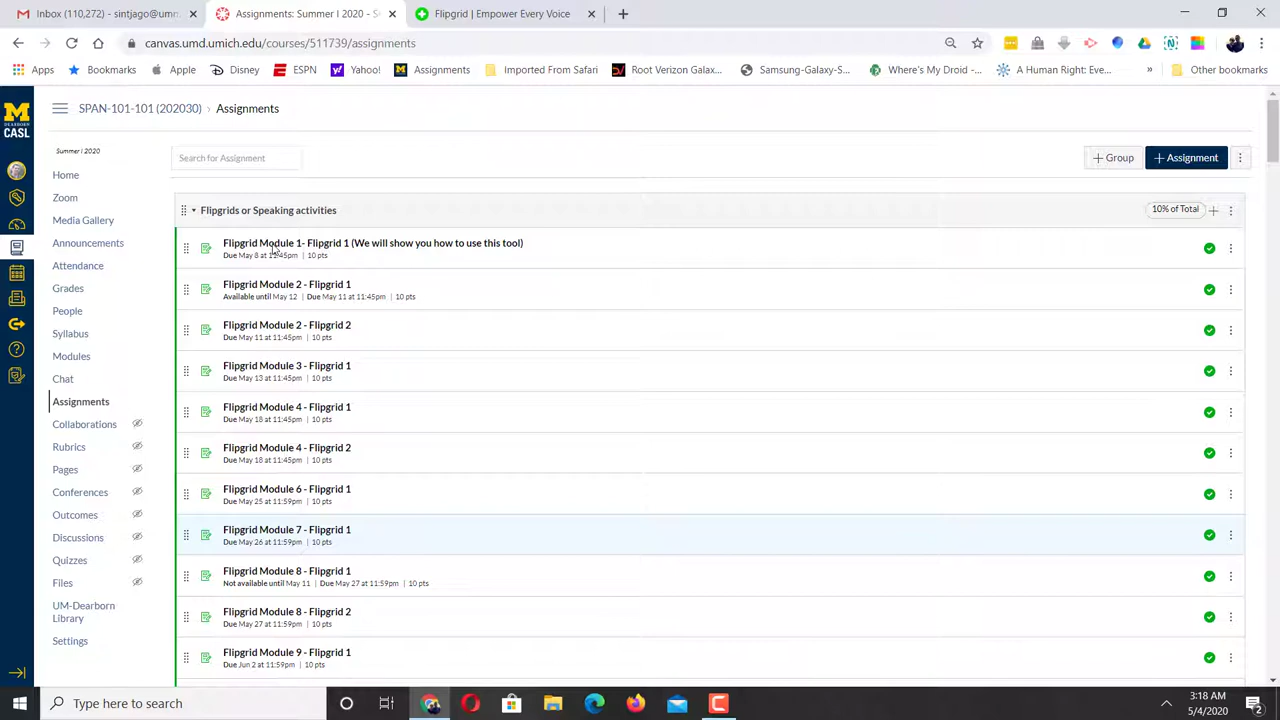 Inbox (110,272) - sintjago@umic
Assignments: Summer I 2020 - S
Flipgrid | Empower Every Voice
canvas.umd.umich.edu/courses/511739/assignments
Apps
Bookmarks
Apple
Disney
ESPN
Yahoo!
Assignments
Imported From Safari
Root Verizon Galax...
Samsung-Galaxy-S...
Where's My Droid -...
A Human Right: Eve...
»
Other bookmarks
M
DEARBORN
CASL
SPAN-101-101 (202030) › Assignments
Summer I 2020
Home
Zoom
Media Gallery
Announcements
Attendance
Grades
People
Syllabus
Modules
Chat
Assignments
Collaborations
Rubrics
Pages
Conferences
Outcomes
Discussions
Quizzes
Files
UM-Dearborn
Library
Settings
Search for Assignment
+ Group
+ Assignment
Flipgrids or Speaking activities
10% of Total
Flipgrid Module 1- Flipgrid 1 (We will show you how to use this tool)
Due May 8 at 11:45pm | 10 pts
Flipgrid Module 2 - Flipgrid 1
Available until May 12 | Due May 11 at 11:45pm | 10 pts
Flipgrid Module 2 - Flipgrid 2
Due May 11 at 11:45pm | 10 pts
Flipgrid Module 3 - Flipgrid 1
Due May 13 at 11:45pm | 10 pts
Flipgrid Module 4 - Flipgrid 1
Due May 18 at 11:45pm | 10 pts
Flipgrid Module 4 - Flipgrid 2
Due May 18 at 11:45pm | 10 pts
Flipgrid Module 6 - Flipgrid 1
Due May 25 at 11:59pm | 10 pts
Flipgrid Module 7 - Flipgrid 1
Due May 26 at 11:59pm | 10 pts
Flipgrid Module 8 - Flipgrid 1
Not available until May 11 | Due May 27 at 11:59pm | 10 pts
Flipgrid Module 8 - Flipgrid 2
Due May 27 at 11:59pm | 10 pts
Flipgrid Module 9 - Flipgrid 1
Due Jun 2 at 11:59pm | 10 pts
Type here to search
3:18 AM
5/4/2020
2